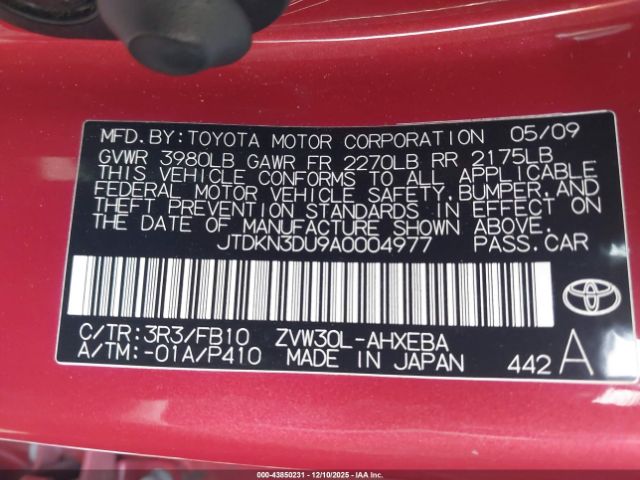 MFD.BY:TOYOTA MOTOR CORPORATION 05/09
GVWR 3980LB GAWR FR 2270LB RR 2175LB
THIS VEHICLE CONFORMS TO ALL APPLICABLE
FEDERAL MOTOR VEHICLE SAFETY,BUMPER,AND
THEFT PREVENTION STANDARDS IN EFFECT ON
THE DATE OF MANUFACTURE SHOWN ABOVE.
JTDKN3DU9A0004977 PASS.CAR
C/TR:3R3/FB10 ZVW30L-AHXEBA
A/TM:-01A/P410 MADE IN JAPAN 442 A
000-43850231 - 12/10/2025 - IAA Inc.